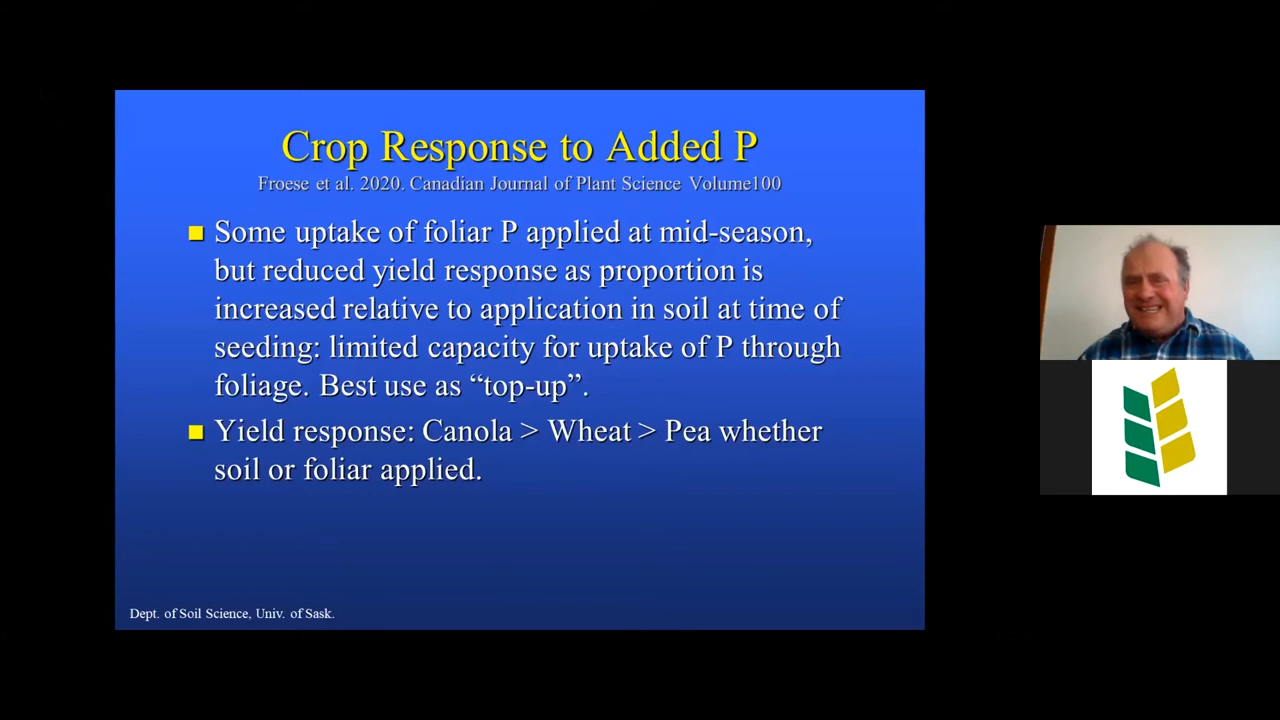 Crop Response to Added P
Froese et al. 2020. Canadian Journal of Plant Science Volume100
Some uptake of foliar P applied at mid-season,
but reduced yield response as proportion is
increased relative to application in soil at time of
seeding: limited capacity for uptake of P through
foliage. Best use as “top-up”.
Yield response: Canola > Wheat > Pea whether
soil or foliar applied.
Dept. of Soil Science, Univ. of Sask.